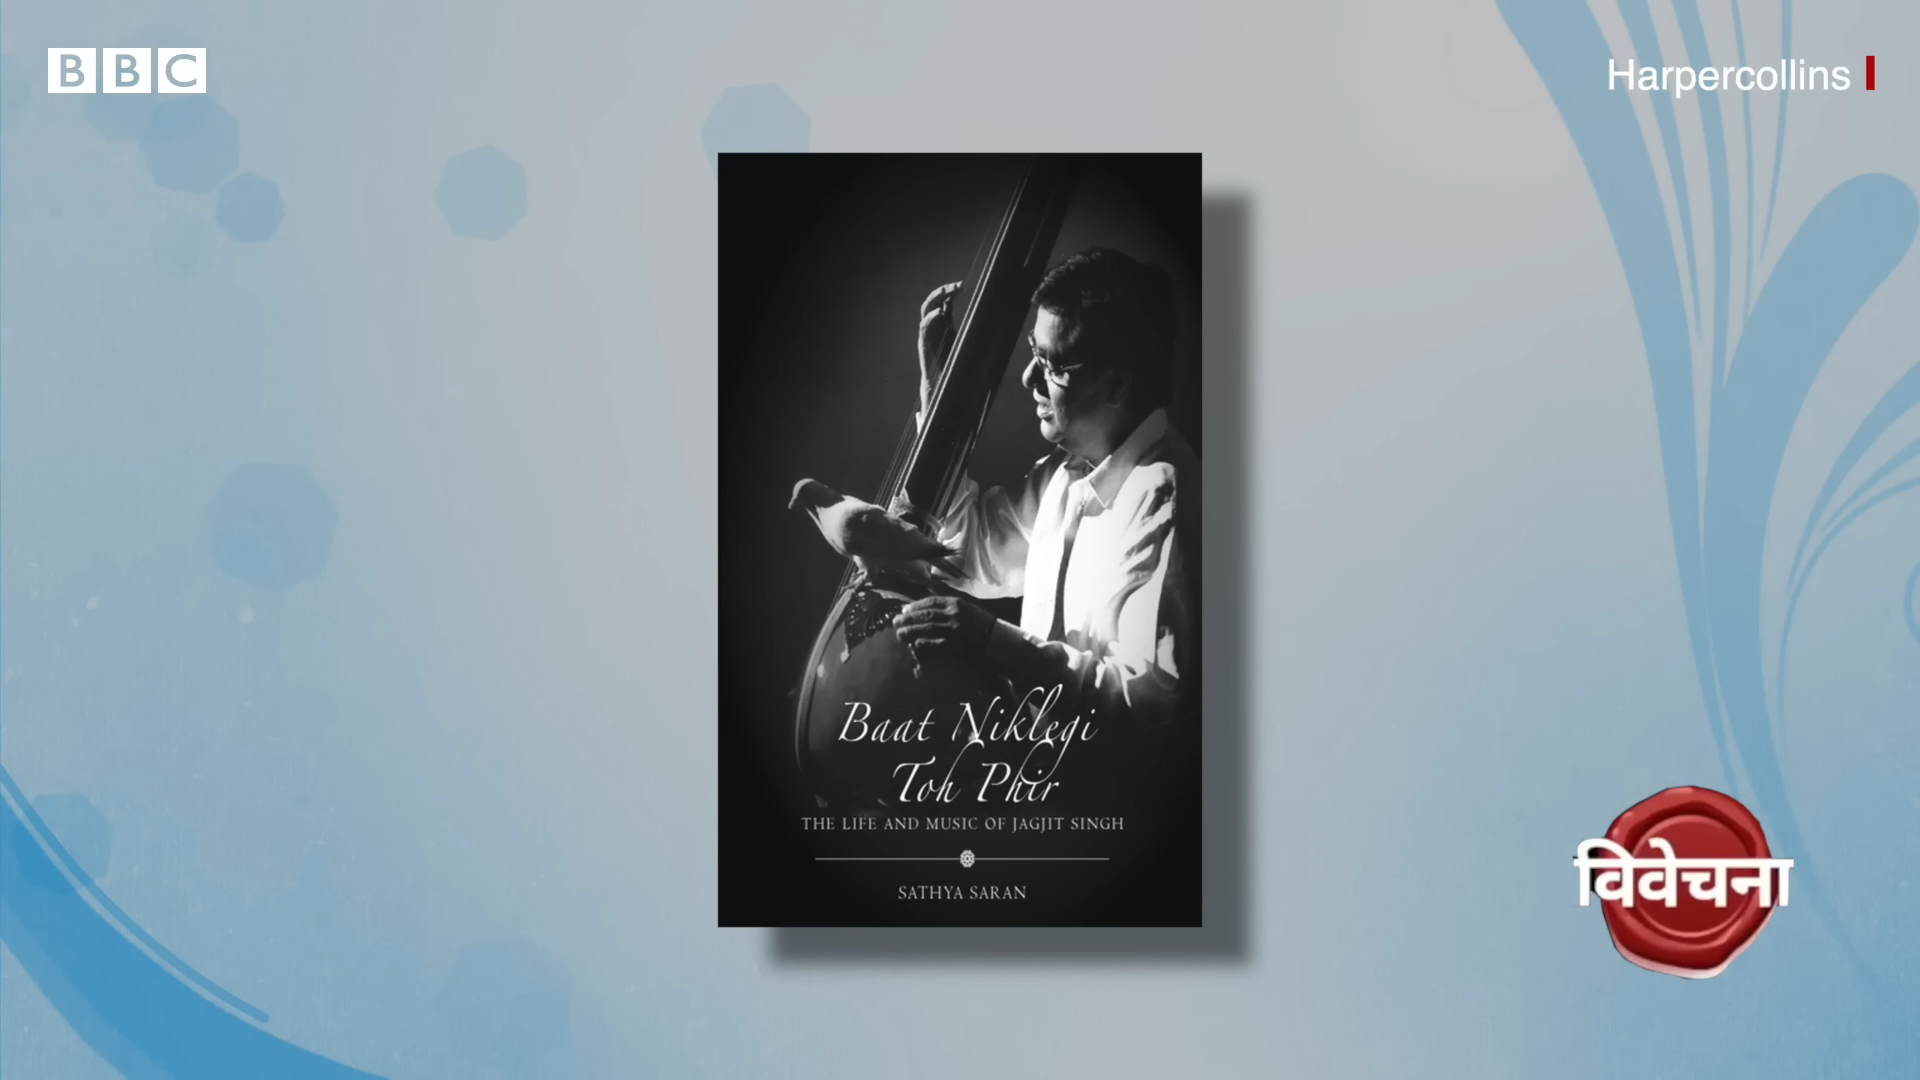 BBC
Harpercollins
Baat Niklegi
Toh Phir
THE LIFE AND MUSIC OF JAGJIT SINGH
SATHYA SARAN
विवेचना